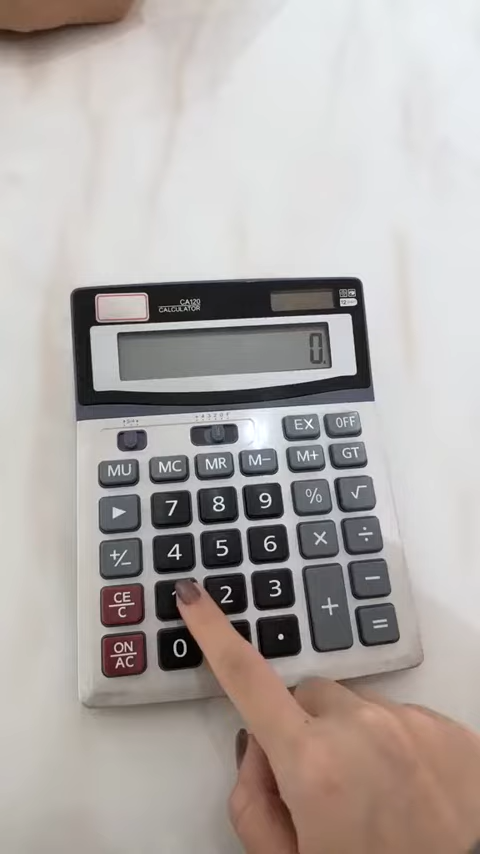 CA120
CALCULATOR
0.
EX OFF
MU MC MR M− M+ GT
▶ 7 8 9 % √
+/− 4 5 6 × ÷
CE/C 1 2 3 + −
ON/AC 0 • =